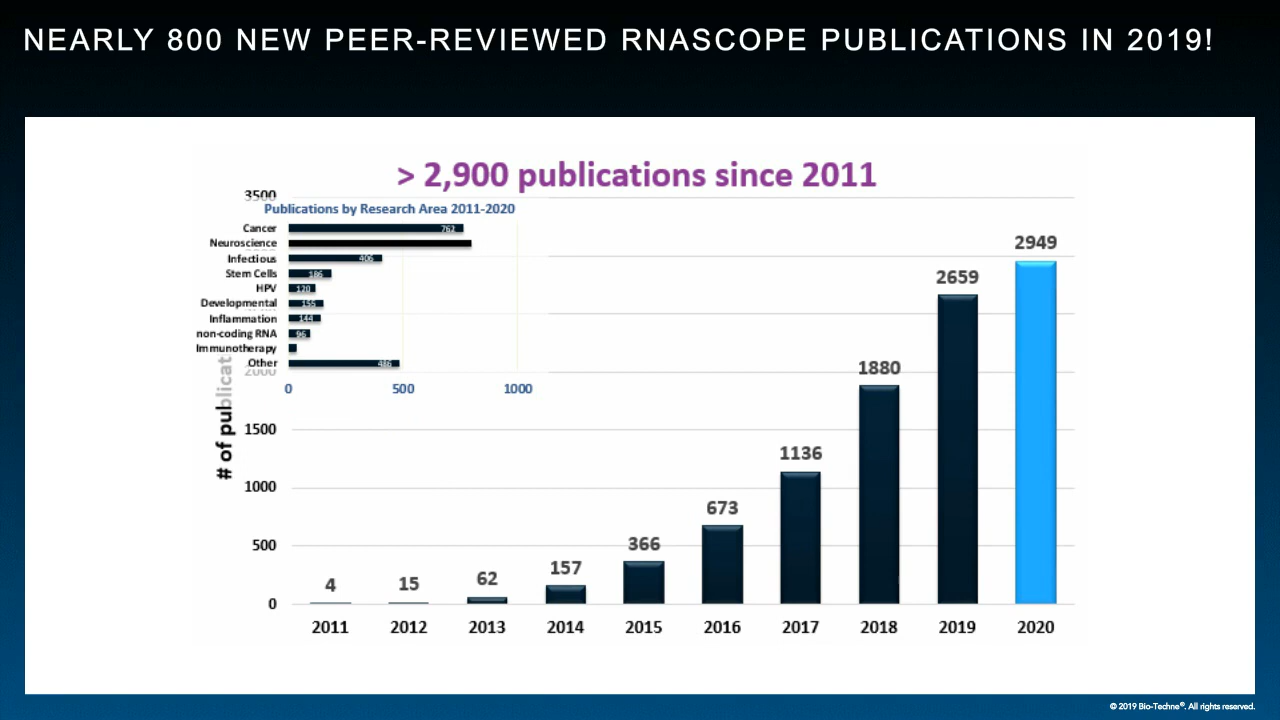 NEARLY 800 NEW PEER-REVIEWED RNASCOPE PUBLICATIONS IN 2019!
> 2,900 publications since 2011
3500
Publications by Research Area 2011-2020
Cancer 762
Neuroscience
Infectious 406
Stem Cells 186
HPV 120
Developmental 155
Inflammation 144
non-coding RNA 96
Immunotherapy
Other 486
2000
0 500 1000
# of publicat
1500
1000
500
0
4 15 62 157 366 673 1136 1880 2659 2949
2011 2012 2013 2014 2015 2016 2017 2018 2019 2020
© 2019 Bio-Techne®. All rights reserved.